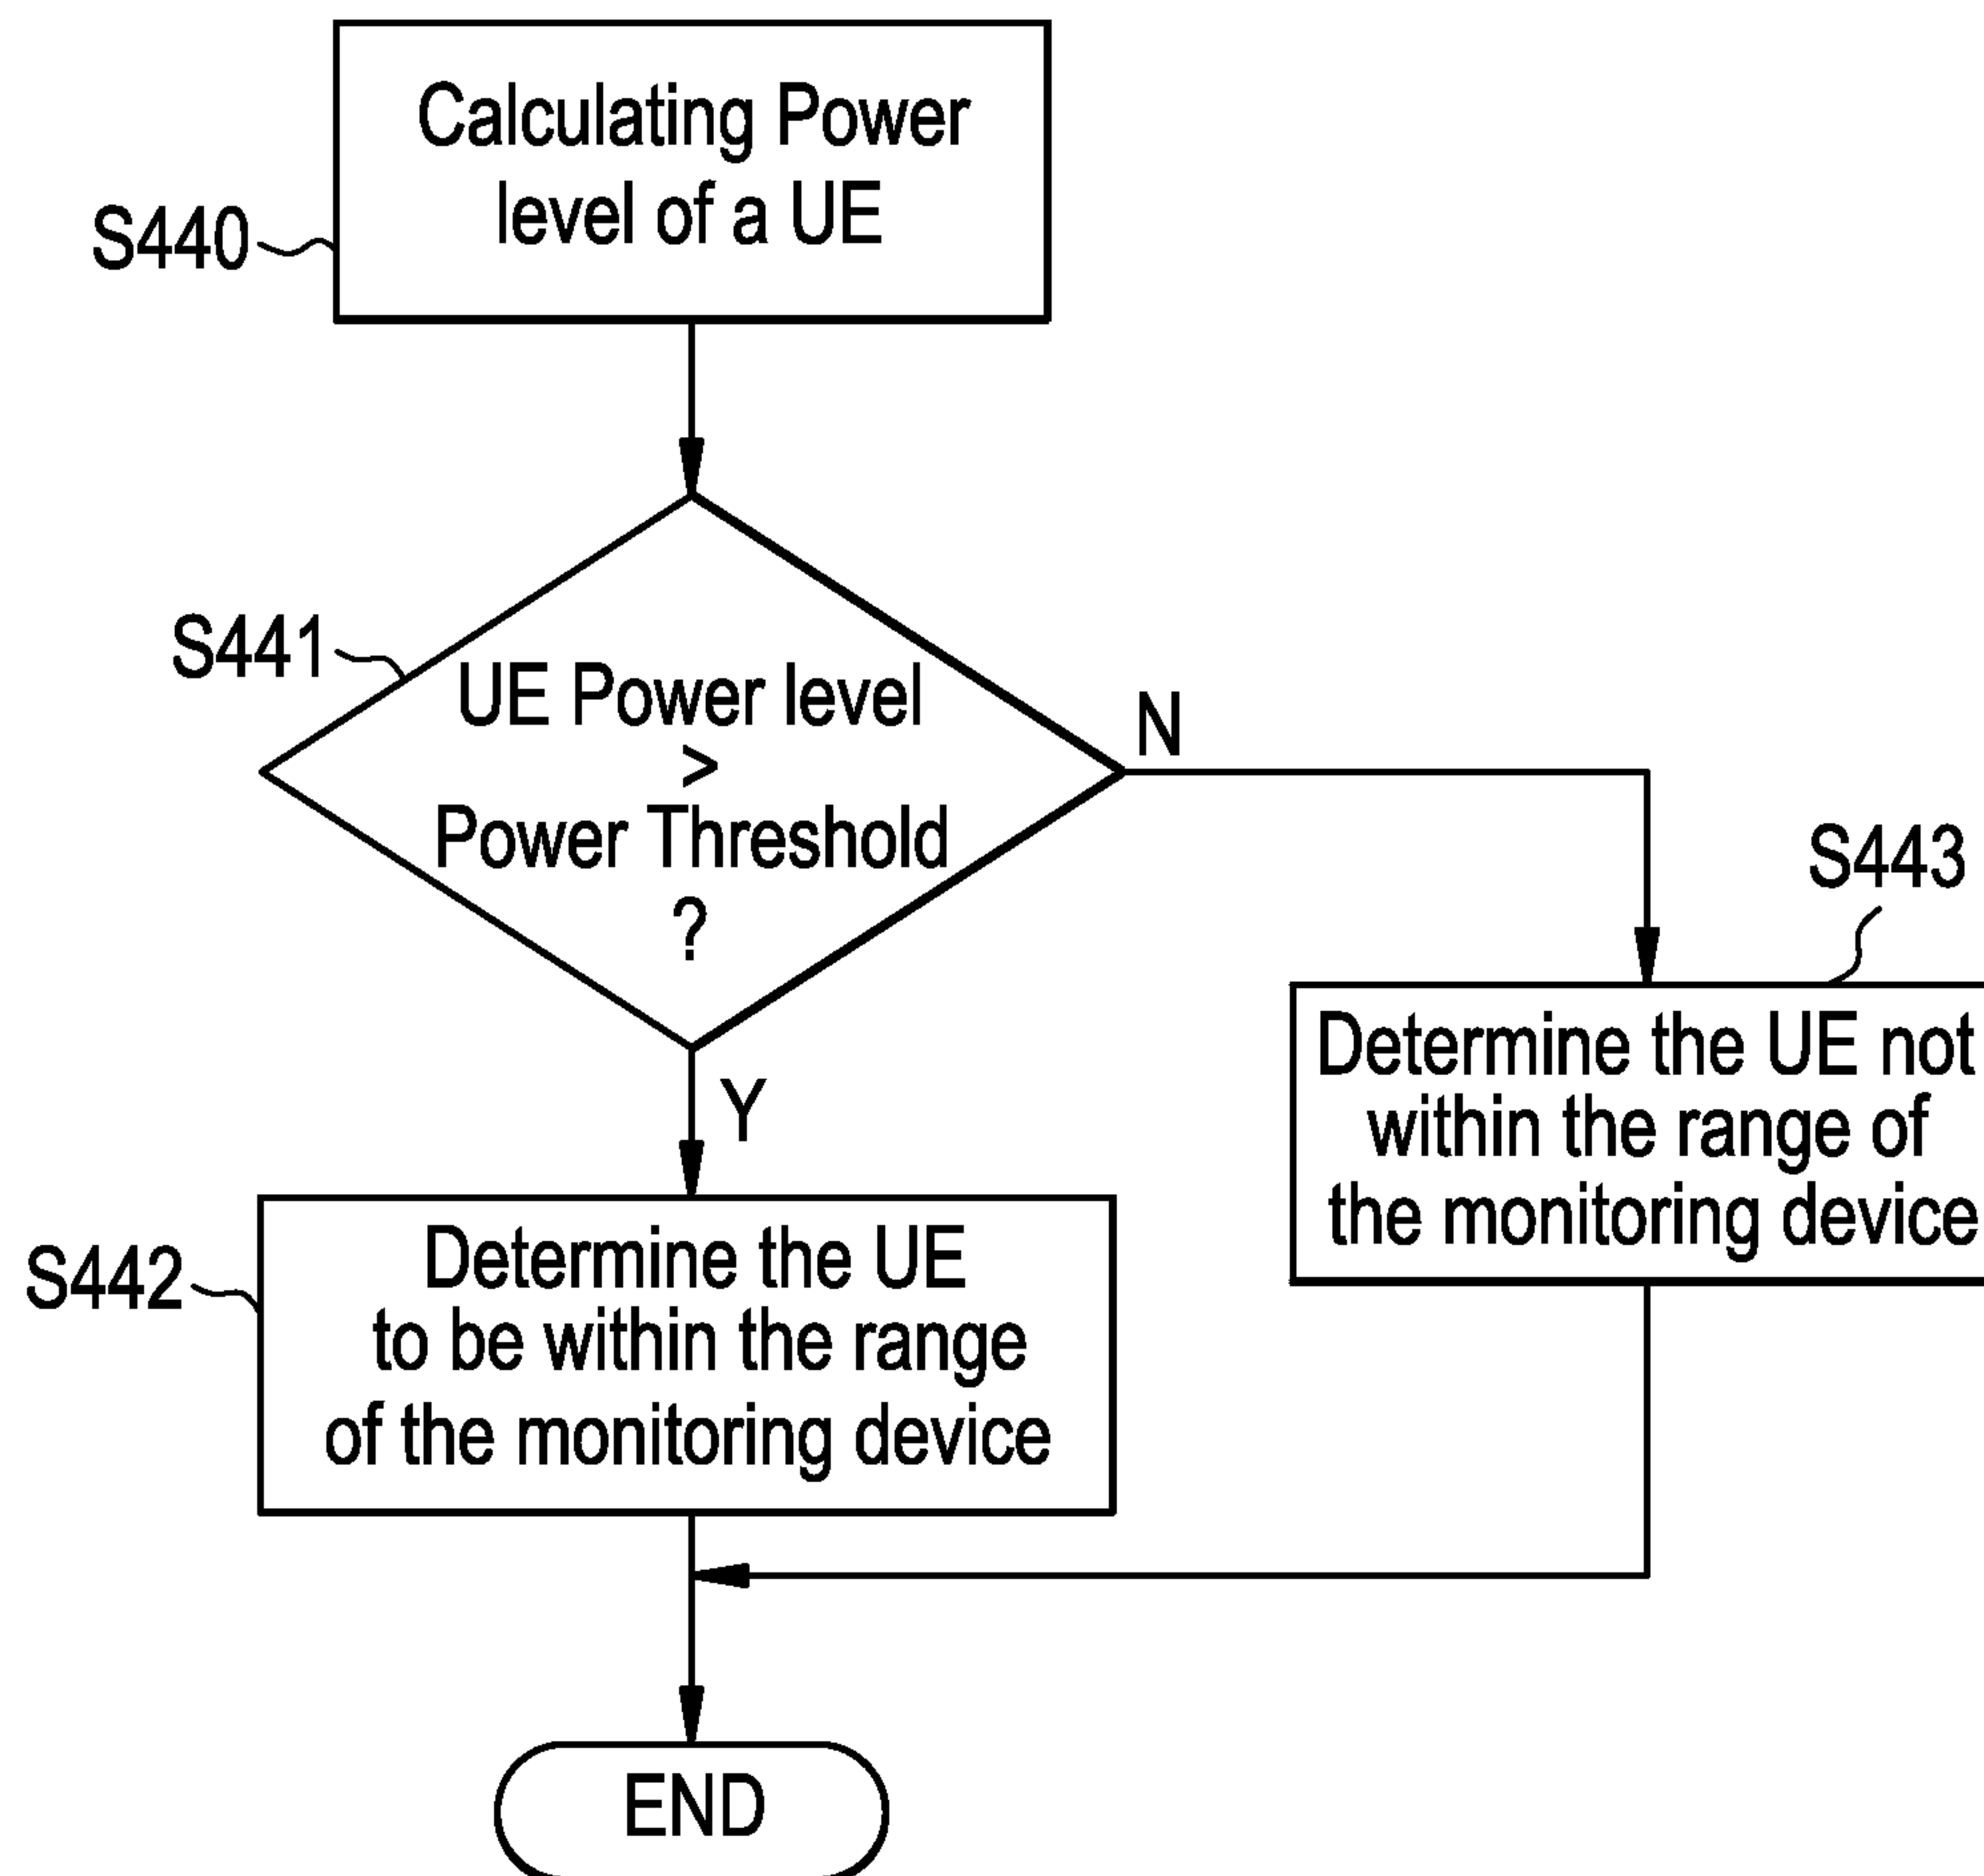 Calculating Power
level of a UE
S440
S441
UE Power level
>
Power Threshold
?
N
Y
S443
Determine the UE not
within the range of
the monitoring device
S442
Determine the UE
to be within the range
of the monitoring device
END